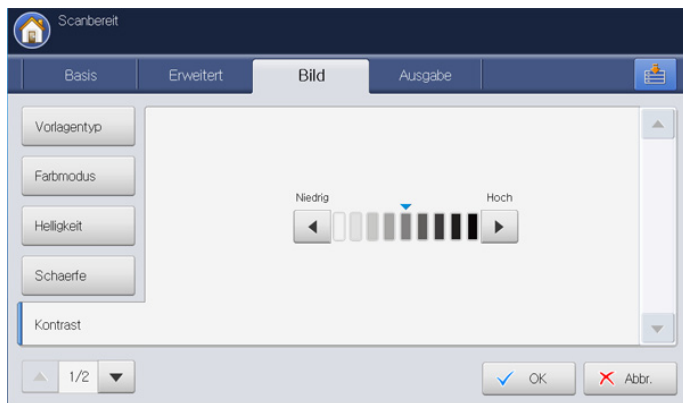 Scanbereit
Basis
Erweitert
Bild
Ausgabe
Vorlagentyp
Farbmodus
Helligkeit
Schaerfe
Kontrast
Niedrig
Hoch
1/2
OK
Abbr.